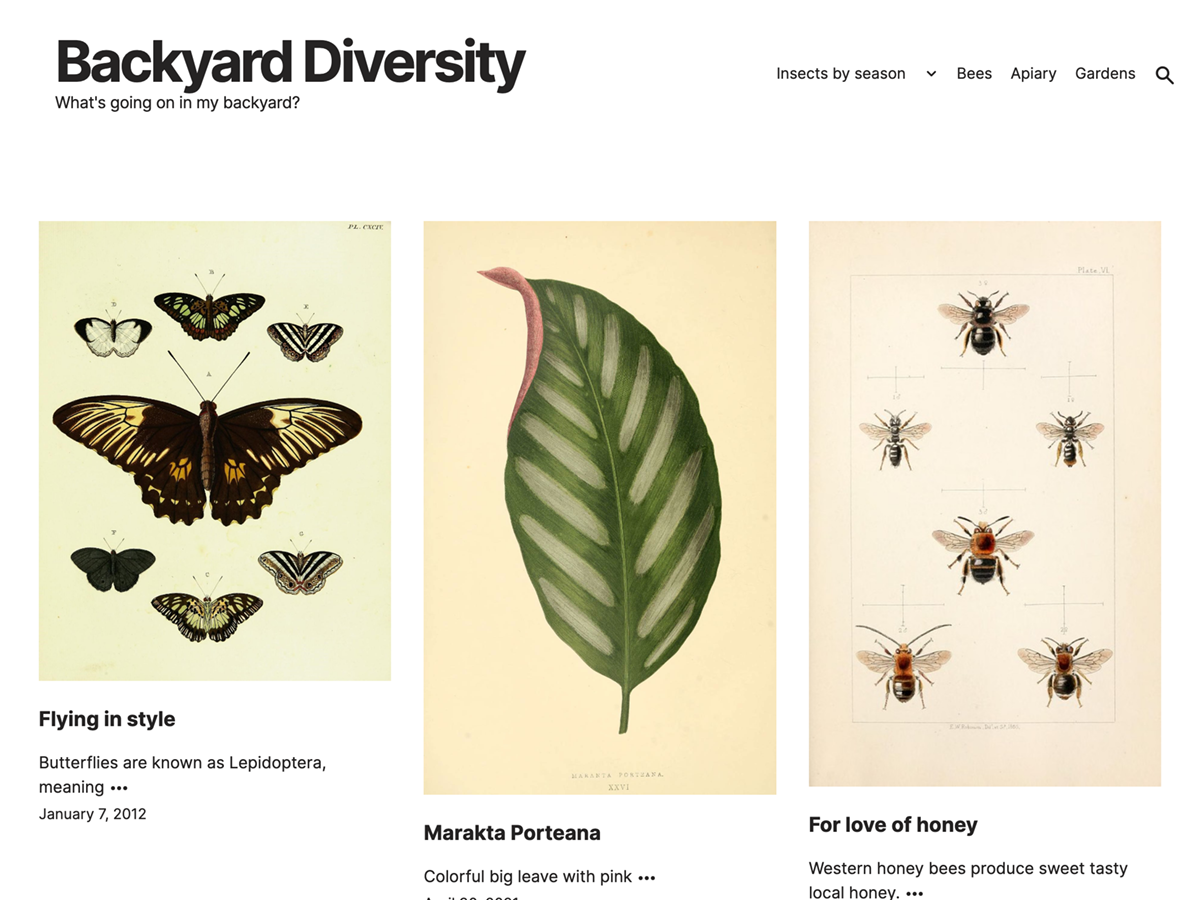 Backyard Diversity
What's going on in my backyard?
Insects by season Bees Apiary Gardens
PL. CXCIV.
B
D
E
A
F
G
C
Flying in style
Butterflies are known as Lepidoptera,
meaning •••
January 7, 2012
MARANTA PORTEANA.
XXVI
Marakta Porteana
Colorful big leave with pink •••
Plate VI.
For love of honey
Western honey bees produce sweet tasty
local honey. •••